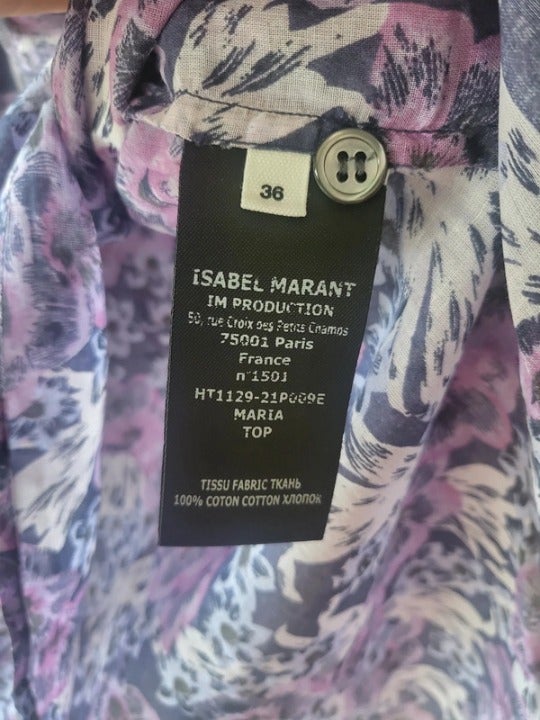 36
ISABEL MARANT
IM PRODUCTION
50, rue Croix des Petits Champs
75001 Paris
France
n°1501
HT1129-21P009E
MARIA
TOP
TISSU FABRIC ТКАНЬ
100% COTON COTTON ХЛОПОК